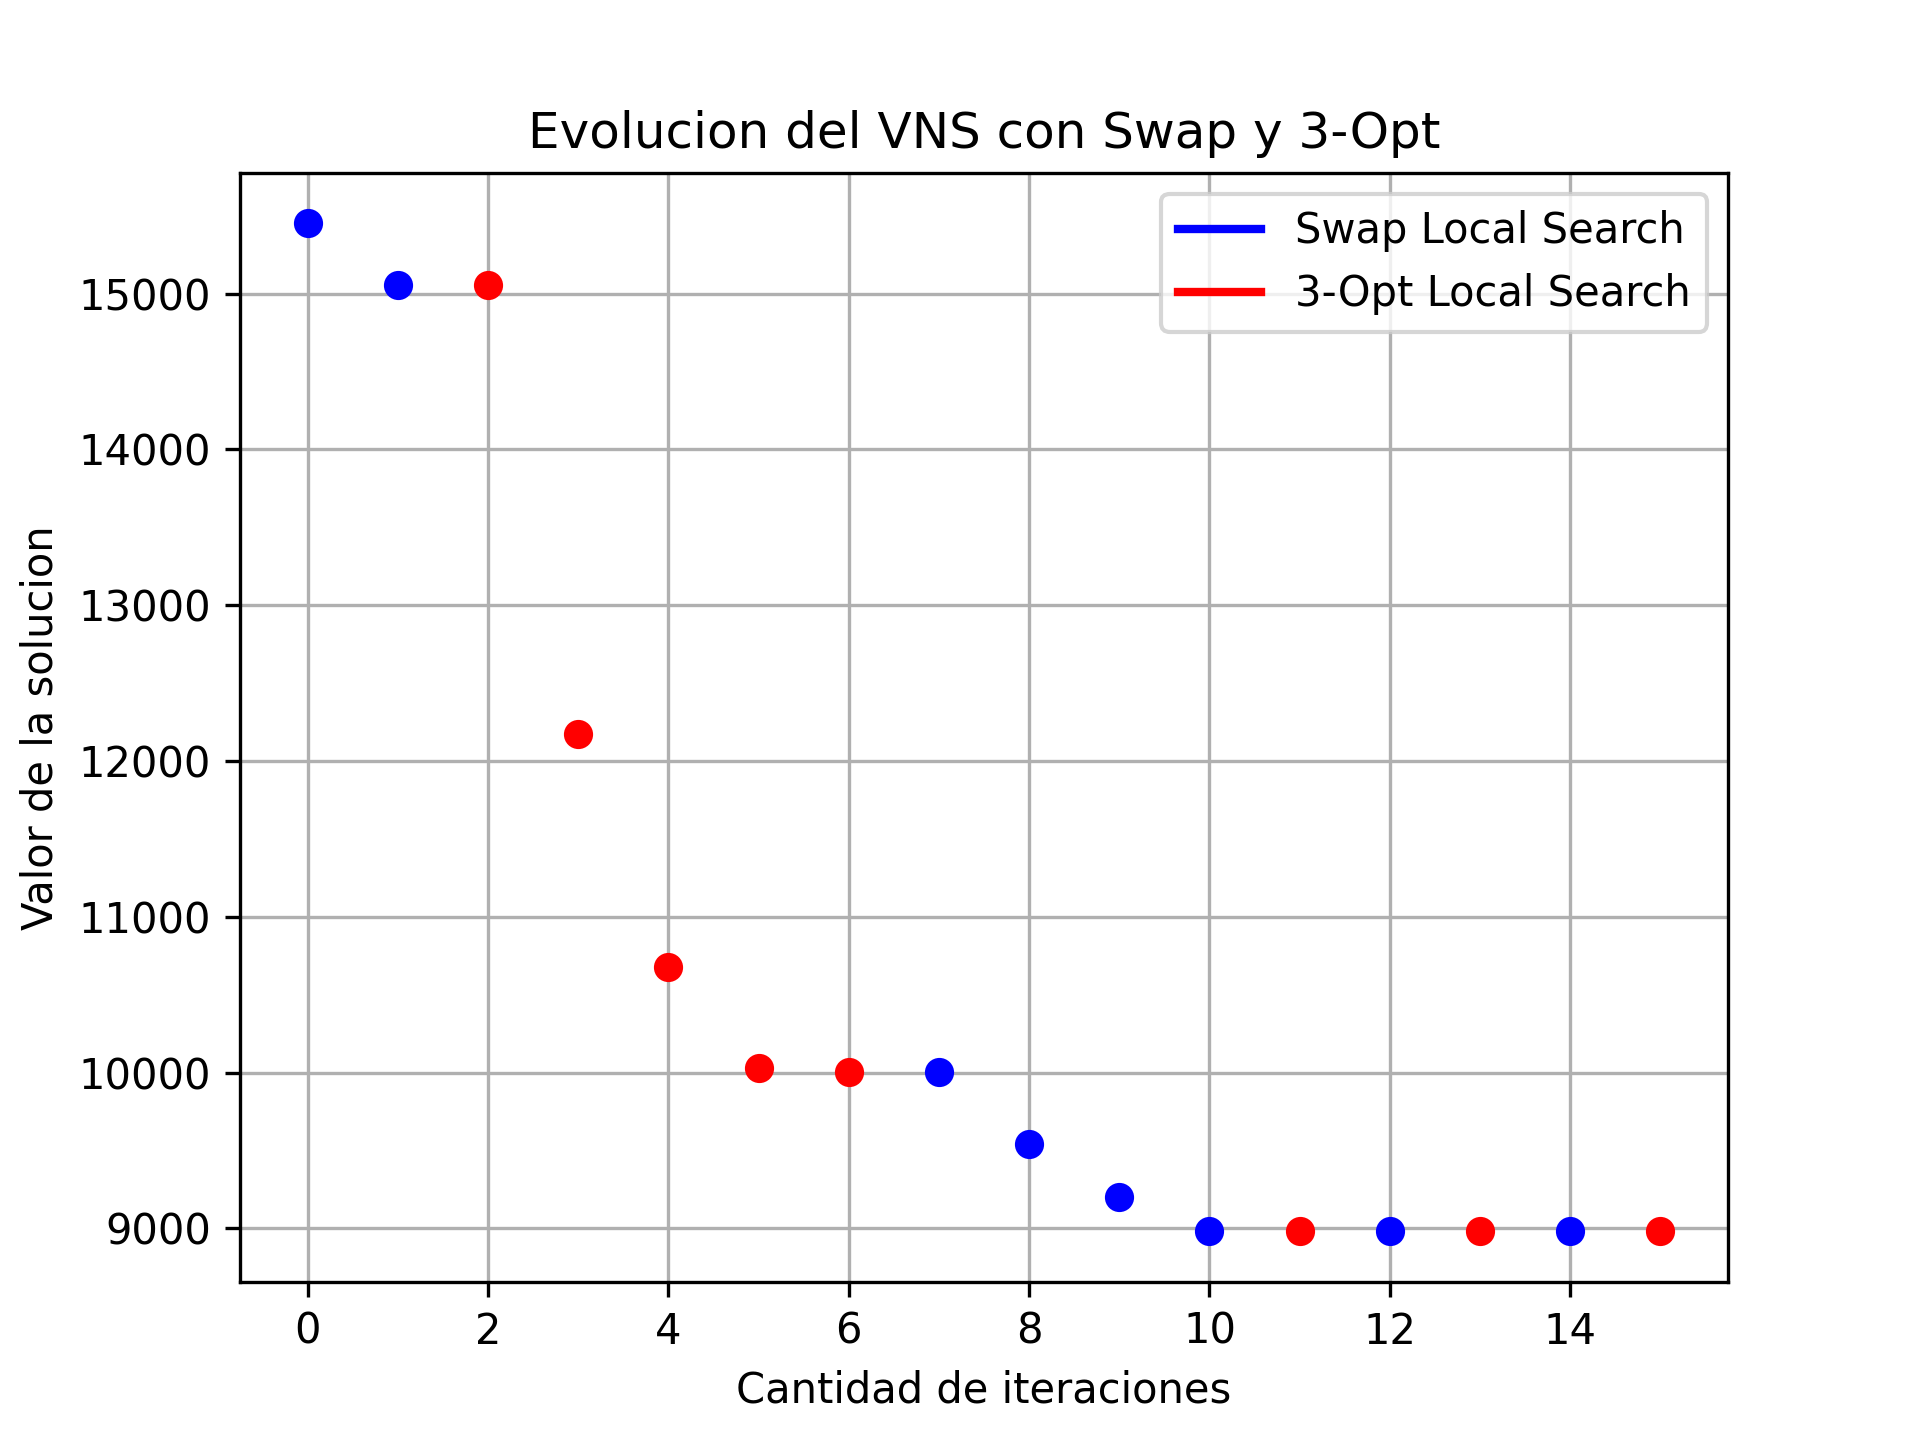 Evolucion del VNS con Swap y 3-Opt
Swap Local Search
3-Opt Local Search
Valor de la solucion
15000
14000
13000
12000
11000
10000
9000
0 2 4 6 8 10 12 14
Cantidad de iteraciones